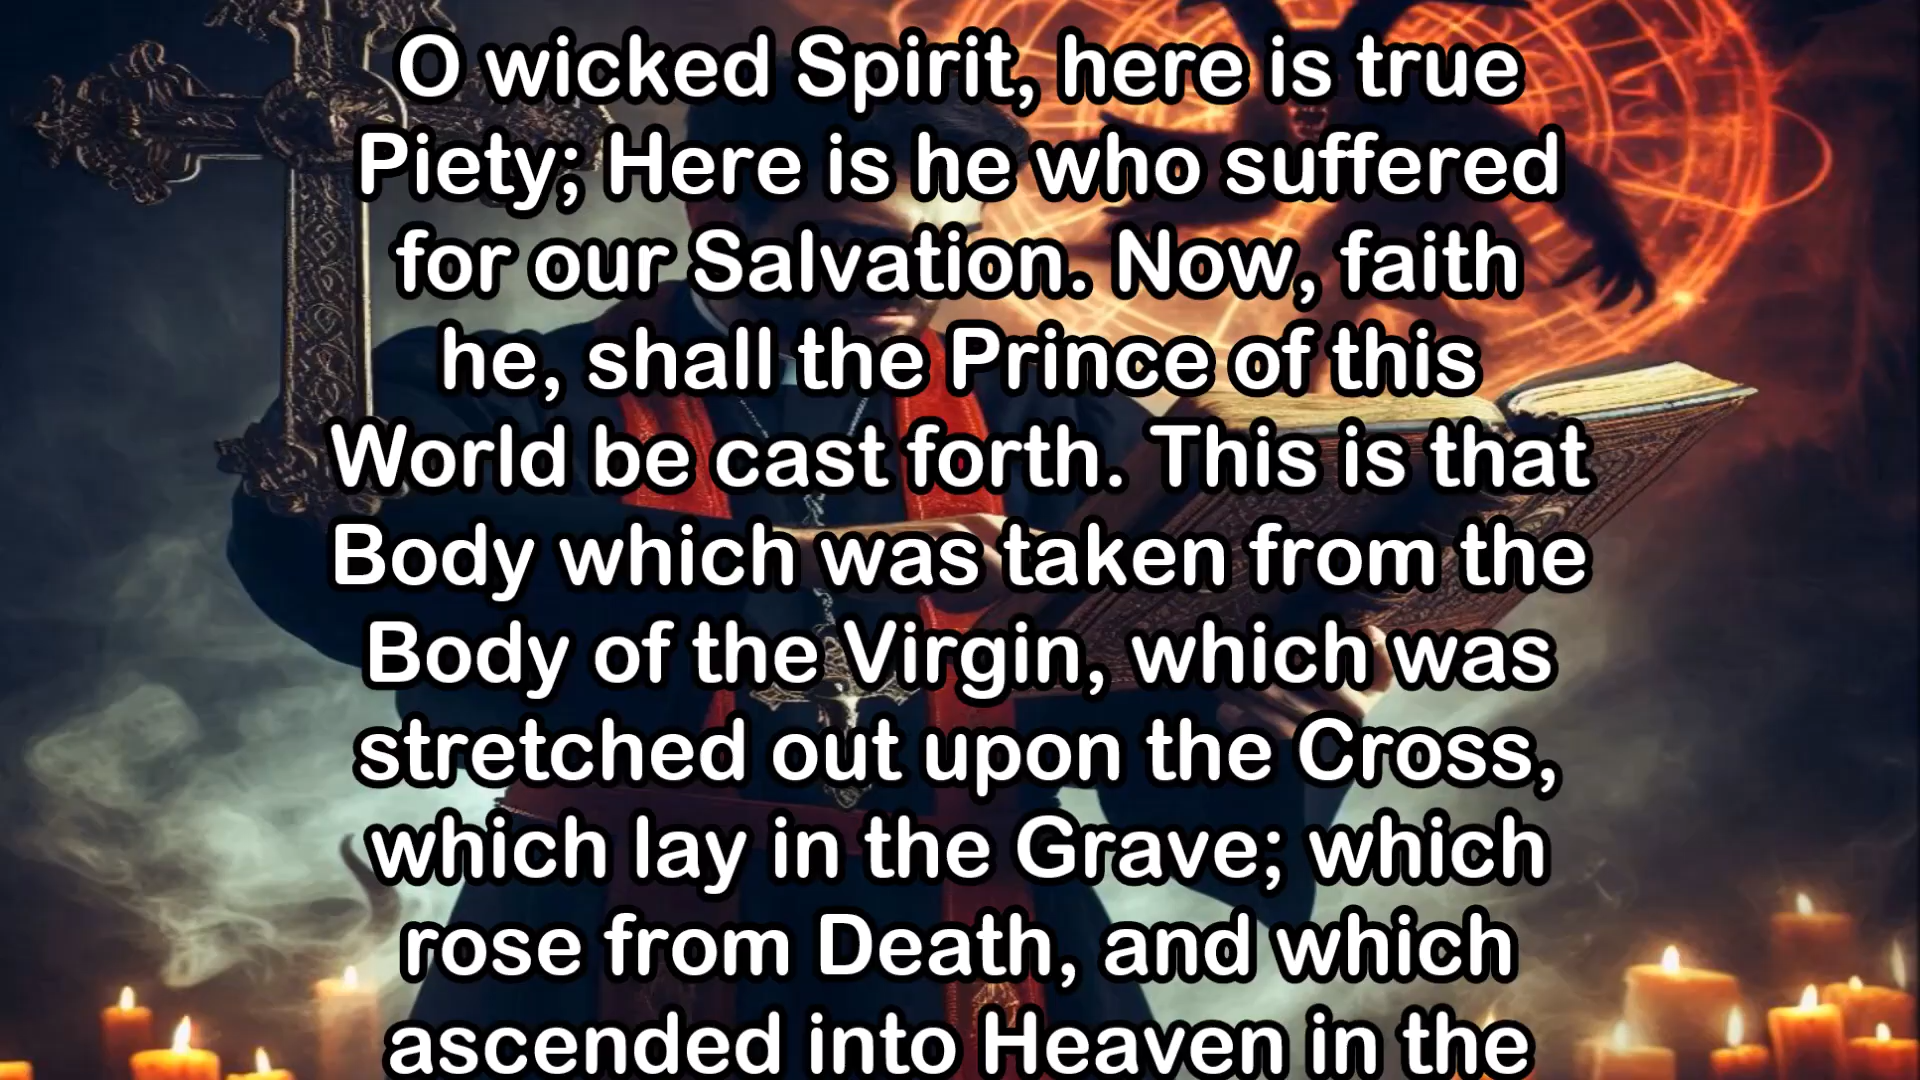 O wicked Spirit, here is true
Piety; Here is he who suffered
for our Salvation. Now, faith
he, shall the Prince of this
World be cast forth. This is that
Body which was taken from the
Body of the Virgin, which was
stretched out upon the Cross,
which lay in the Grave; which
rose from Death, and which
ascended into Heaven in the